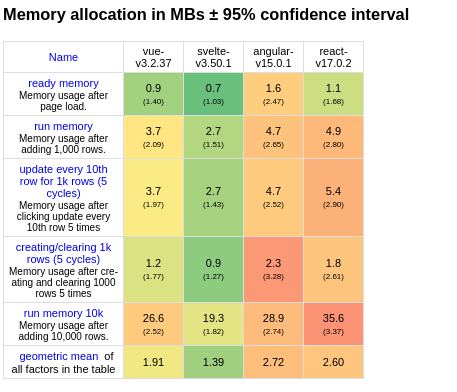 Memory allocation in MBs ± 95% confidence interval
Name
vue-
v3.2.37
svelte-
v3.50.1
angular-
v15.0.1
react-
v17.0.2
ready memory
Memory usage after
page load.
0.9
(1.40)
0.7
(1.03)
1.6
(2.47)
1.1
(1.68)
run memory
Memory usage after
adding 1,000 rows.
3.7
(2.09)
2.7
(1.51)
4.7
(2.65)
4.9
(2.80)
update every 10th
row for 1k rows (5
cycles)
Memory usage after
clicking update every
10th row 5 times
3.7
(1.97)
2.7
(1.43)
4.7
(2.52)
5.4
(2.90)
creating/clearing 1k
rows (5 cycles)
Memory usage after cre-
ating and clearing 1000
rows 5 times
1.2
(1.77)
0.9
(1.27)
2.3
(3.28)
1.8
(2.61)
run memory 10k
Memory usage after
adding 10,000 rows.
26.6
(2.52)
19.3
(1.82)
28.9
(2.74)
35.6
(3.37)
geometric mean of
all factors in the table
1.91
1.39
2.72
2.60